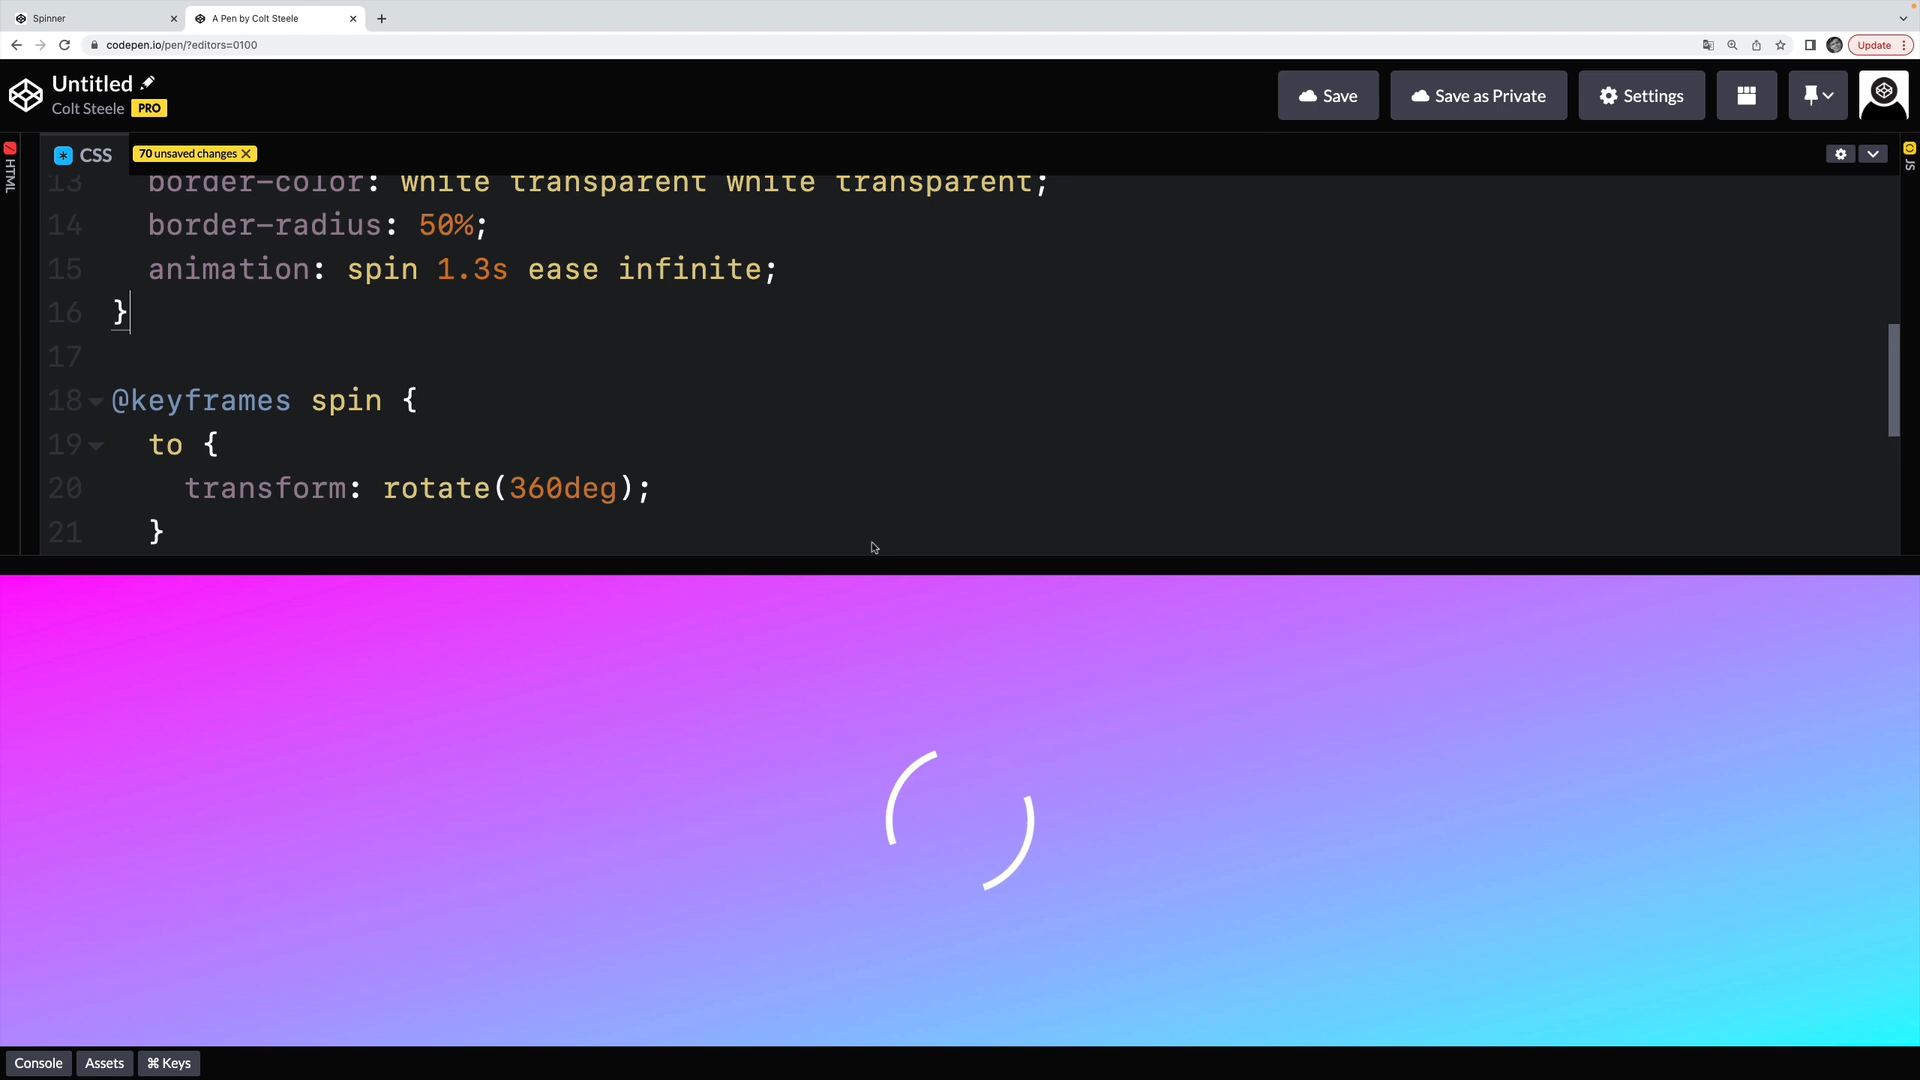 Spinner
A Pen by Colt Steele
codepen.io/pen/?editors=0100
Update
Untitled
Colt Steele PRO
Save
Save as Private
Settings
HTML
CSS
70 unsaved changes
JS
13 border-color: white transparent white transparent;
14 border-radius: 50%;
15 animation: spin 1.3s ease infinite;
16 }
17
18 @keyframes spin {
19 to {
20 transform: rotate(360deg);
21 }
Console
Assets
⌘ Keys